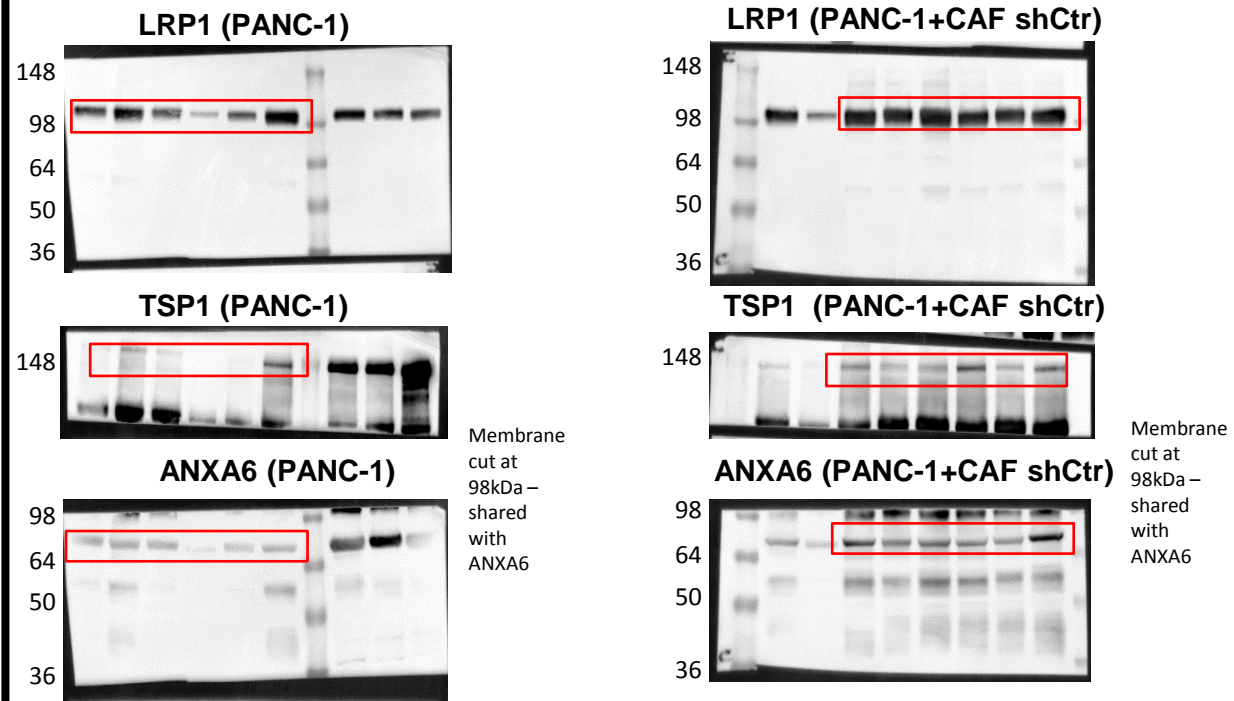 LRP1 (PANC-1)
148
98
64
50
36
TSP1 (PANC-1)
148
Membrane
cut at
98kDa –
shared
with
ANXA6
ANXA6 (PANC-1)
98
64
50
36
LRP1 (PANC-1+CAF shCtr)
148
98
64
50
36
TSP1 (PANC-1+CAF shCtr)
148
Membrane
cut at
98kDa –
shared
with
ANXA6
ANXA6 (PANC-1+CAF shCtr)
98
64
50
36